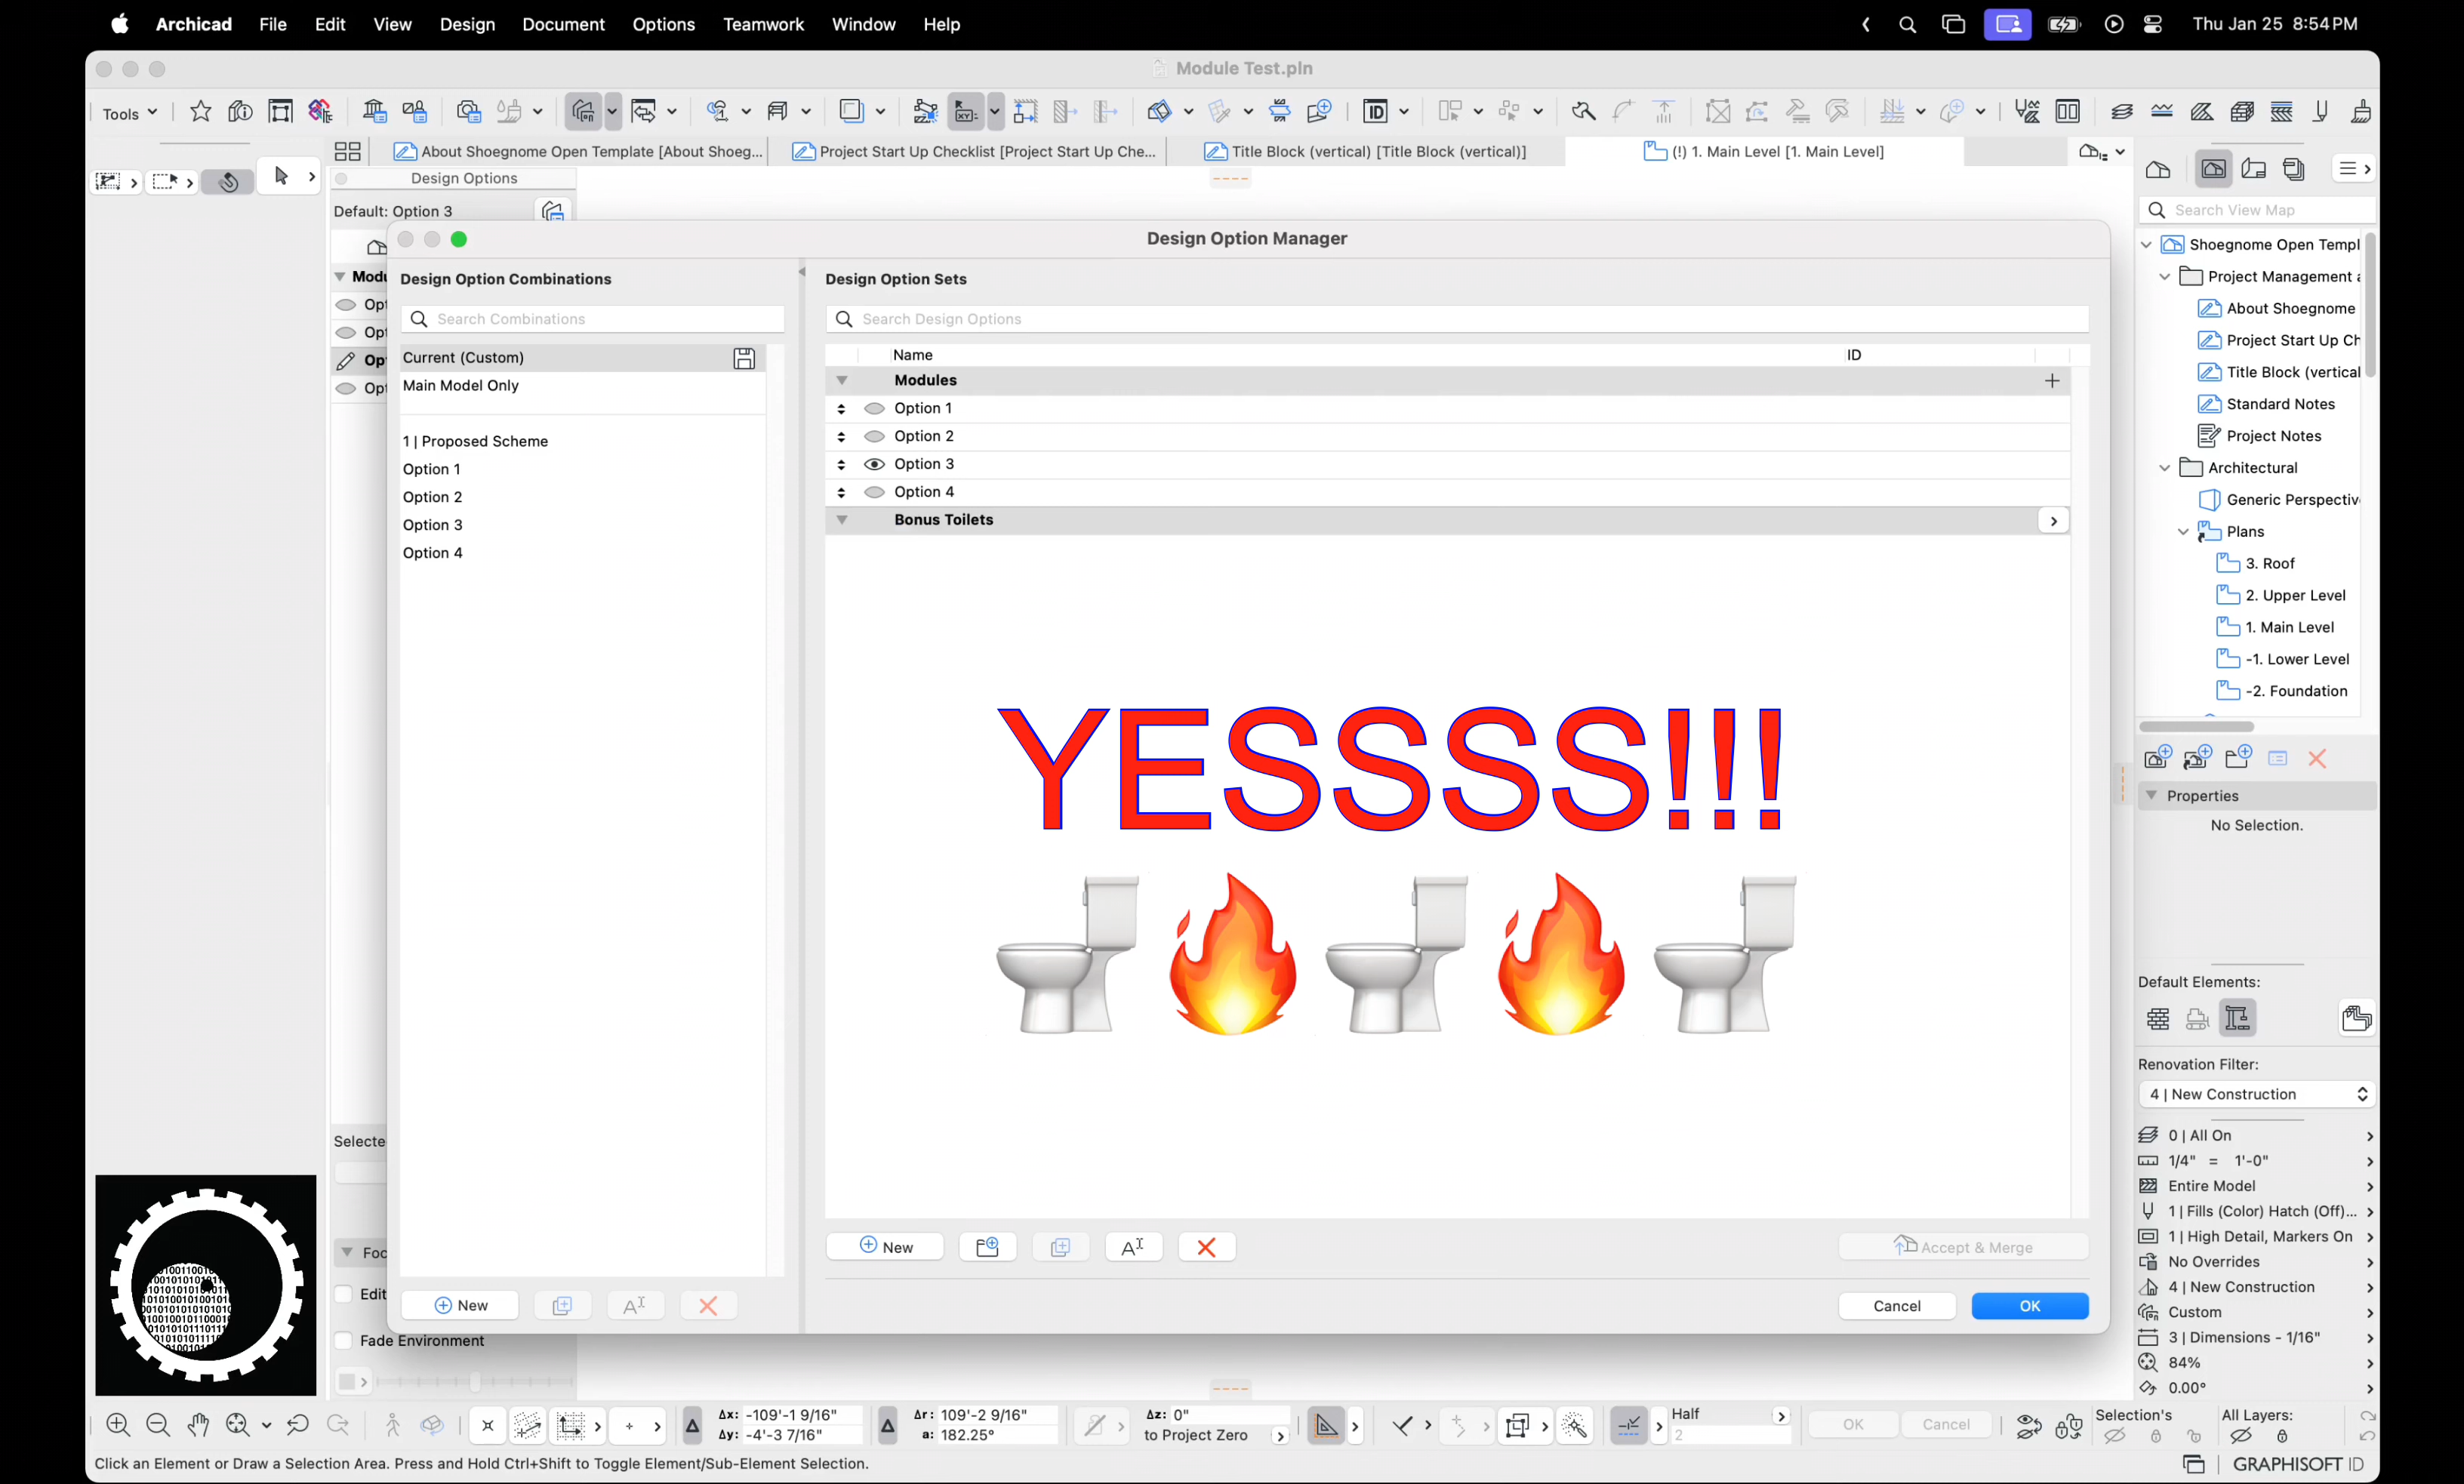 Archicad File Edit View Design Document Options Teamwork Window Help
Thu Jan 25 8:54 PM
Module Test.pln
Tools
ID
About Shoegnome Open Template [About Shoeg...
Project Start Up Checklist [Project Start Up Che...
Title Block (vertical) [Title Block (vertical)]
(!) 1. Main Level [1. Main Level]
Design Options
Default: Option 3
Design Option Manager
Design Option Combinations
Search Combinations
Current (Custom)
Main Model Only
1 | Proposed Scheme
Option 1
Option 2
Option 3
Option 4
New
Design Option Sets
Search Design Options
Name
ID
Modules
Option 1
Option 2
Option 3
Option 4
Bonus Toilets
YESSSS!!!
New
Accept & Merge
Cancel
OK
Fade Environment
Search View Map
Shoegnome Open Templ
Project Management
About Shoegnome
Project Start Up Ch
Title Block (vertical
Standard Notes
Project Notes
Architectural
Generic Perspectiv
Plans
3. Roof
2. Upper Level
1. Main Level
-1. Lower Level
-2. Foundation
Properties
No Selection.
Default Elements:
Renovation Filter:
4 | New Construction
0 | All On
1/4" = 1'-0"
Entire Model
1 | Fills (Color) Hatch (Off)...
1 | High Detail, Markers On
No Overrides
4 | New Construction
Custom
3 | Dimensions - 1/16"
84%
0.00°
Δx: -109'-1 9/16"
Δy: -4'-3 7/16"
Δr: 109'-2 9/16"
a: 182.25°
Δz: 0"
to Project Zero
Half
2
OK
Cancel
Selection's
All Layers:
Click an Element or Draw a Selection Area. Press and Hold Ctrl+Shift to Toggle Element/Sub-Element Selection.
GRAPHISOFT ID